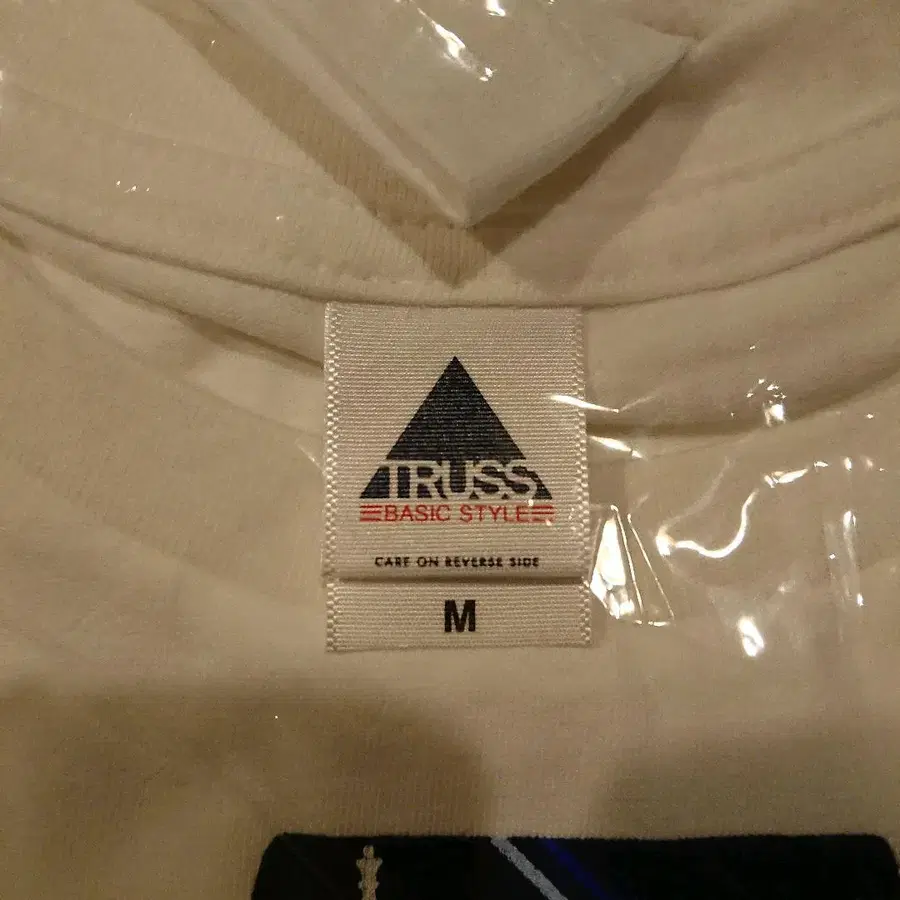 TRUSS
BASIC STYLE
CARE ON REVERSE SIDE
M